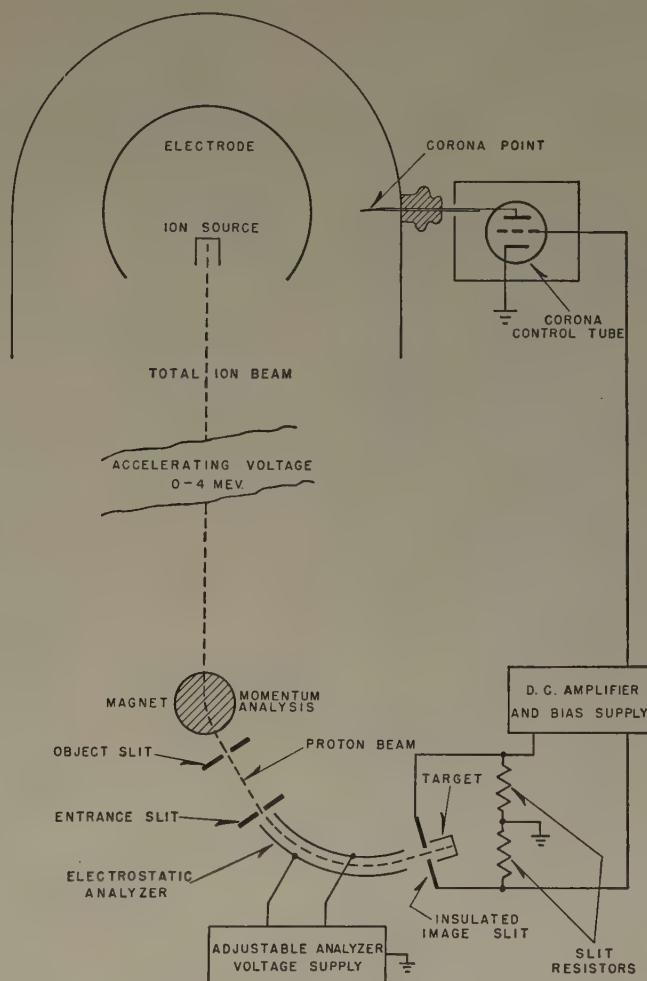 ELECTRODE
CORONA POINT
ION SOURCE
CORONA
CONTROL TUBE
TOTAL ION BEAM
ACCELERATING VOLTAGE
0-4 MEV.
MAGNET
MOMENTUM
ANALYSIS
D. C. AMPLIFIER
AND BIAS SUPPLY
OBJECT SLIT
PROTON BEAM
TARGET
ENTRANCE SLIT
ELECTROSTATIC
ANALYZER
INSULATED
IMAGE SLIT
ADJUSTABLE ANALYZER
VOLTAGE SUPPLY
SLIT
RESISTORS